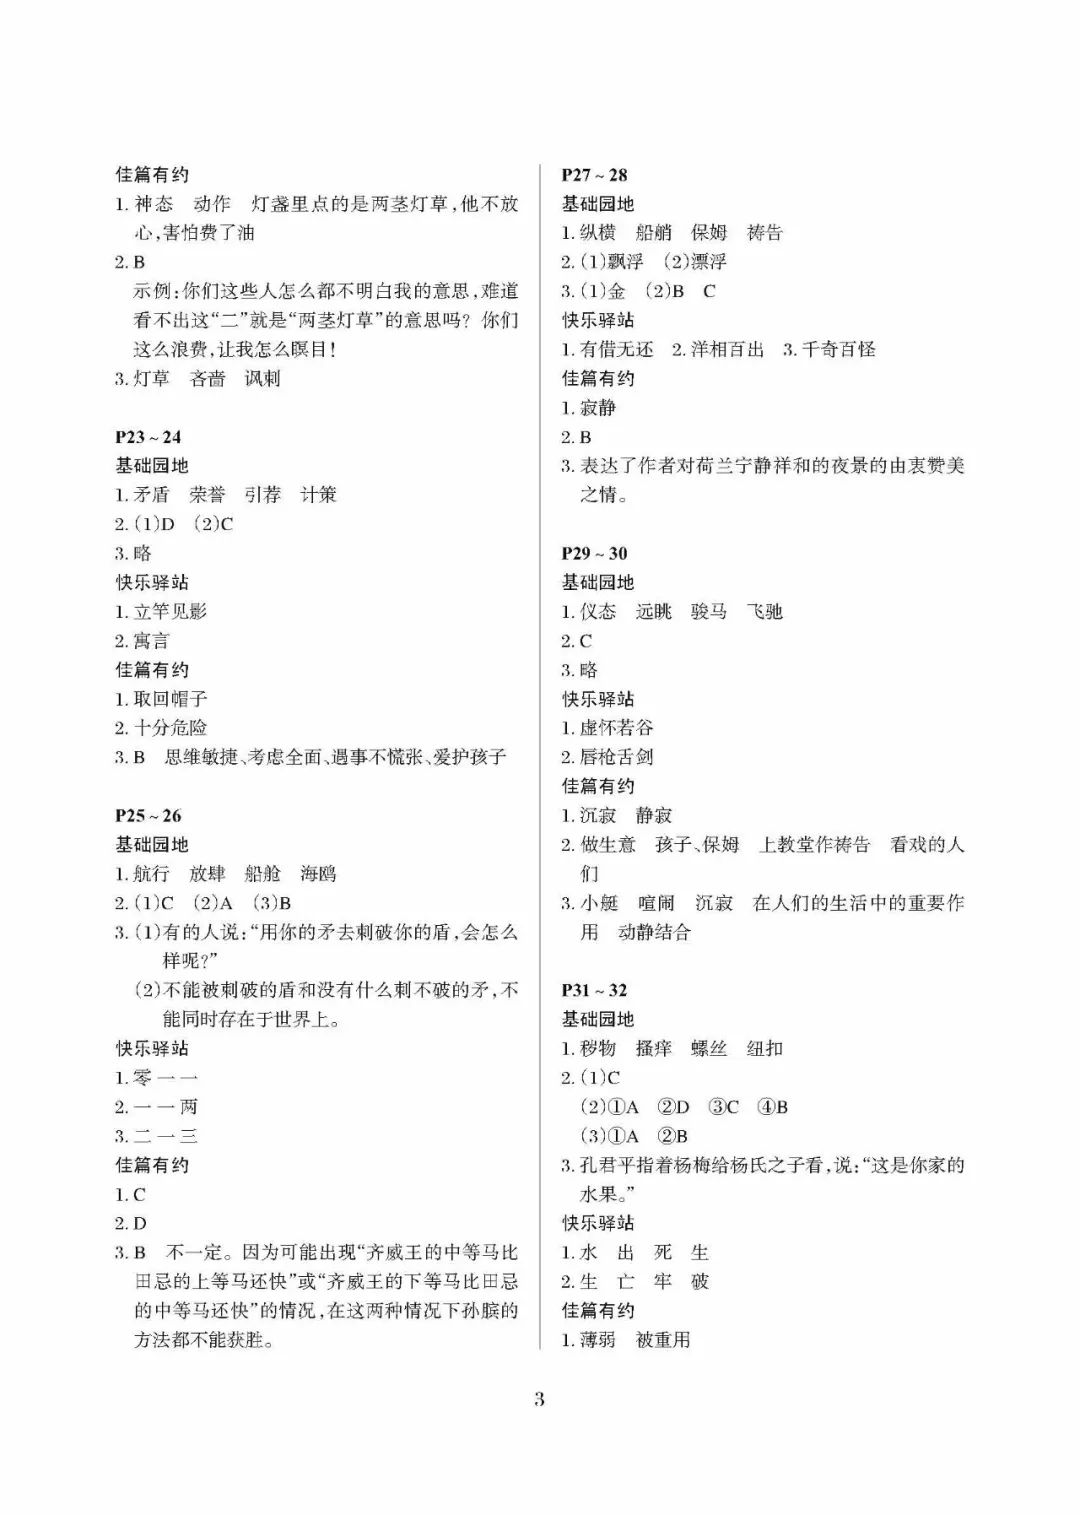 佳篇有约
1. 神态 动作 灯盏里点的是两茎灯草,他不放
心,害怕费了油
2. B
示例:你们这些人怎么都不明白我的意思,难道
看不出这“二”就是“两茎灯草”的意思吗? 你们
这么浪费,让我怎么瞑目!
3. 灯草 吝啬 讽刺
P23~24
基础园地
1. 矛盾 荣誉 引荐 计策
2. (1)D (2)C
3. 略
快乐驿站
1. 立竿见影
2. 寓言
佳篇有约
1. 取回帽子
2. 十分危险
3. B 思维敏捷、考虑全面、遇事不慌张、爱护孩子
P25~26
基础园地
1. 航行 放肆 船舱 海鸥
2. (1)C (2)A (3)B
3. (1)有的人说:“用你的矛去刺破你的盾,会怎么
样呢?”
(2)不能被刺破的盾和没有什么刺不破的矛,不
能同时存在于世界上。
快乐驿站
1. 零 一 一
2. 一 一 两
3. 二 一 三
佳篇有约
1. C
2. D
3. B 不一定。因为可能出现“齐威王的中等马比
田忌的上等马还快”或“齐威王的下等马比田忌
的中等马还快”的情况,在这两种情况下孙膑的
方法都不能获胜。
P27~28
基础园地
1. 纵横 船艄 保姆 祷告
2. (1)飘浮 (2)漂浮
3. (1)金 (2)B C
快乐驿站
1. 有借无还 2. 洋相百出 3. 千奇百怪
佳篇有约
1. 寂静
2. B
3. 表达了作者对荷兰宁静祥和的夜景的由衷赞美
之情。
P29~30
基础园地
1. 仪态 远眺 骏马 飞驰
2. C
3. 略
快乐驿站
1. 虚怀若谷
2. 唇枪舌剑
佳篇有约
1. 沉寂 静寂
2. 做生意 孩子、保姆 上教堂作祷告 看戏的人
们
3. 小艇 喧闹 沉寂 在人们的生活中的重要作
用 动静结合
P31~32
基础园地
1. 秽物 搔痒 螺丝 纽扣
2. (1)C
(2)①A ②D ③C ④B
(3)①A ②B
3. 孔君平指着杨梅给杨氏之子看,说:“这是你家的
水果。”
快乐驿站
1. 水 出 死 生
2. 生 亡 牢 破
佳篇有约
1. 薄弱 被重用
3